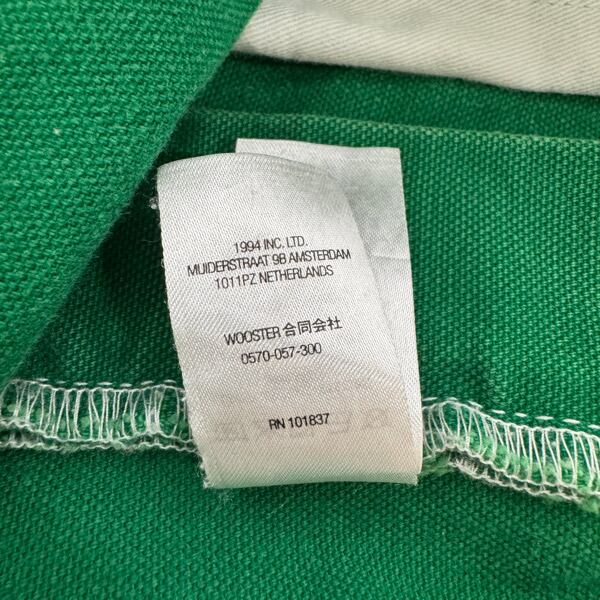 1994 INC. LTD.
MUIDERSTRAAT 9B AMSTERDAM
1011PZ NETHERLANDS
WOOSTER 合同会社
0570-057-300
RN 101837